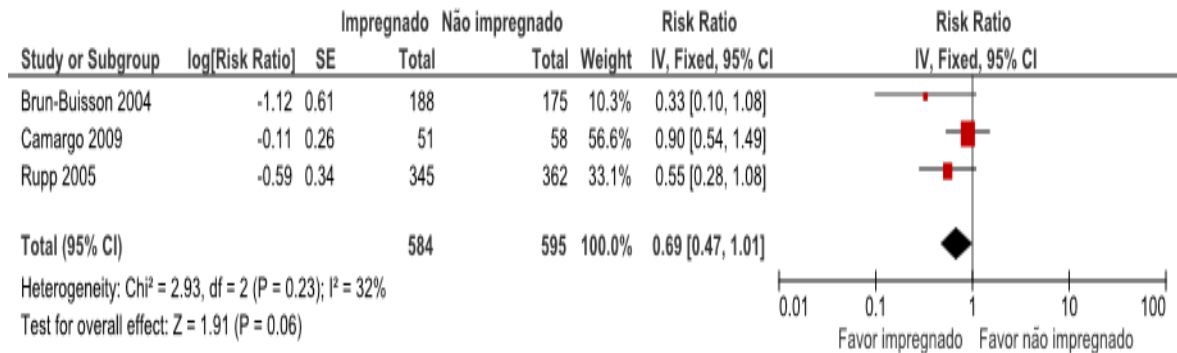 Impregnado Não impregnado Risk Ratio Risk Ratio
Study or Subgroup log[Risk Ratio] SE Total Total Weight IV, Fixed, 95% CI IV, Fixed, 95% CI
Brun-Buisson 2004 -1.12 0.61 188 175 10.3% 0.33 [0.10, 1.08]
Camargo 2009 -0.11 0.26 51 58 56.6% 0.90 [0.54, 1.49]
Rupp 2005 -0.59 0.34 345 362 33.1% 0.55 [0.28, 1.08]
Total (95% CI) 584 595 100.0% 0.69 [0.47, 1.01]
Heterogeneity: Chi² = 2.93, df = 2 (P = 0.23); I² = 32%
Test for overall effect: Z = 1.91 (P = 0.06)
0.01 0.1 1 10 100
Favor impregnado Favor não impregnado